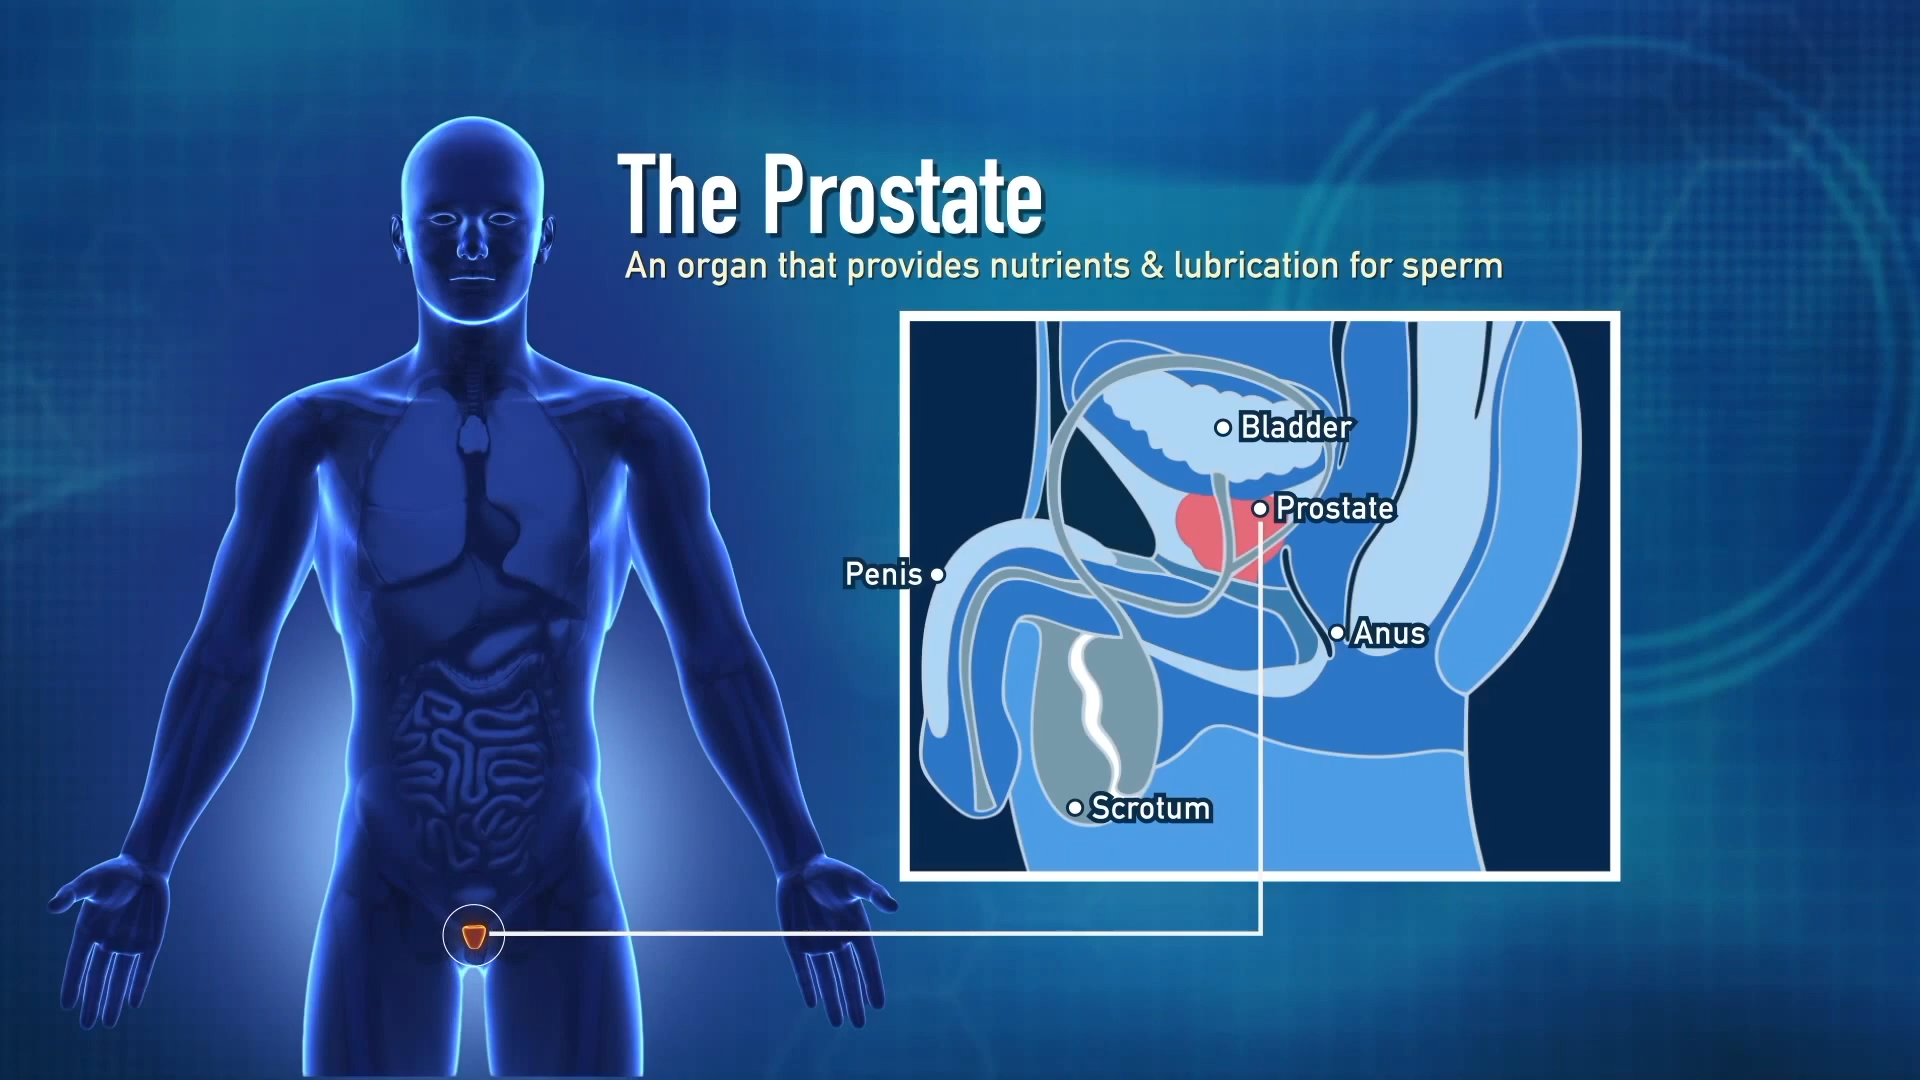 The Prostate
An organ that provides nutrients & lubrication for sperm
Bladder
Prostate
Penis
Anus
Scrotum